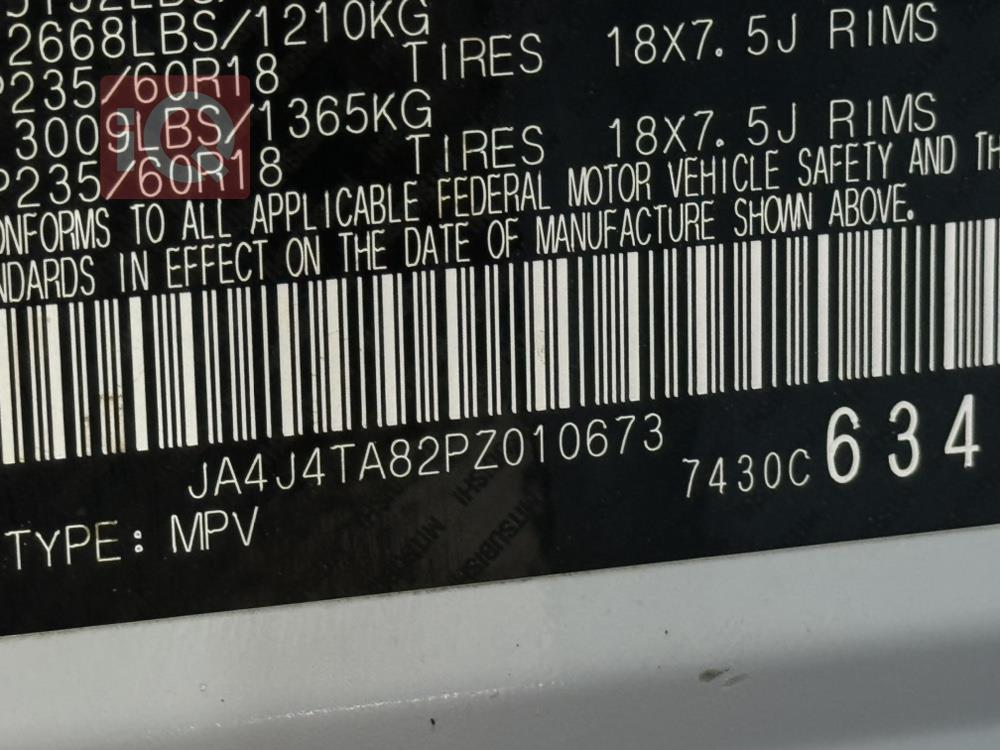 2668LBS/1210KG
P235/60R18 TIRES 18X7.5J RIMS
3009LBS/1365KG
P235/60R18 TIRES 18X7.5J RIMS
ONFORMS TO ALL APPLICABLE FEDERAL MOTOR VEHICLE SAFETY AND TH
NDARDS IN EFFECT ON THE DATE OF MANUFACTURE SHOWN ABOVE.
JA4J4TA82PZ010673
7430C 634
TYPE: MPV
IQ